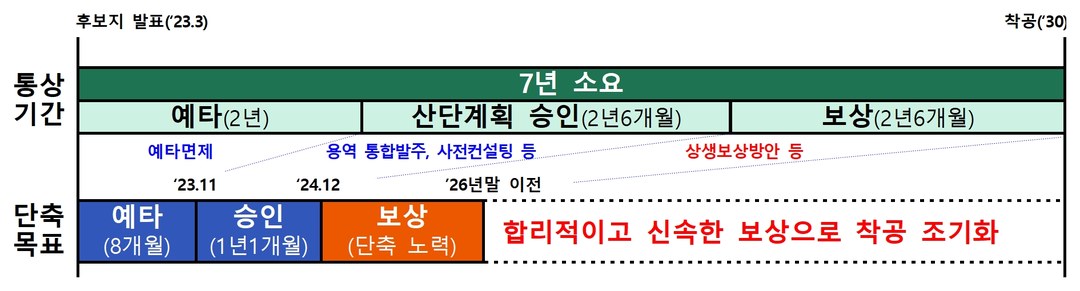 후보지 발표('23.3)
착공('30)
통상
기간
7년 소요
예타(2년)
산단계획 승인(2년6개월)
보상(2년6개월)
예타면제
용역 통합발주, 사전컨설팅 등
상생보상방안 등
'23.11
'24.12
'26년말 이전
단축
목표
예타
(8개월)
승인
(1년1개월)
보상
(단축 노력)
합리적이고 신속한 보상으로 착공 조기화